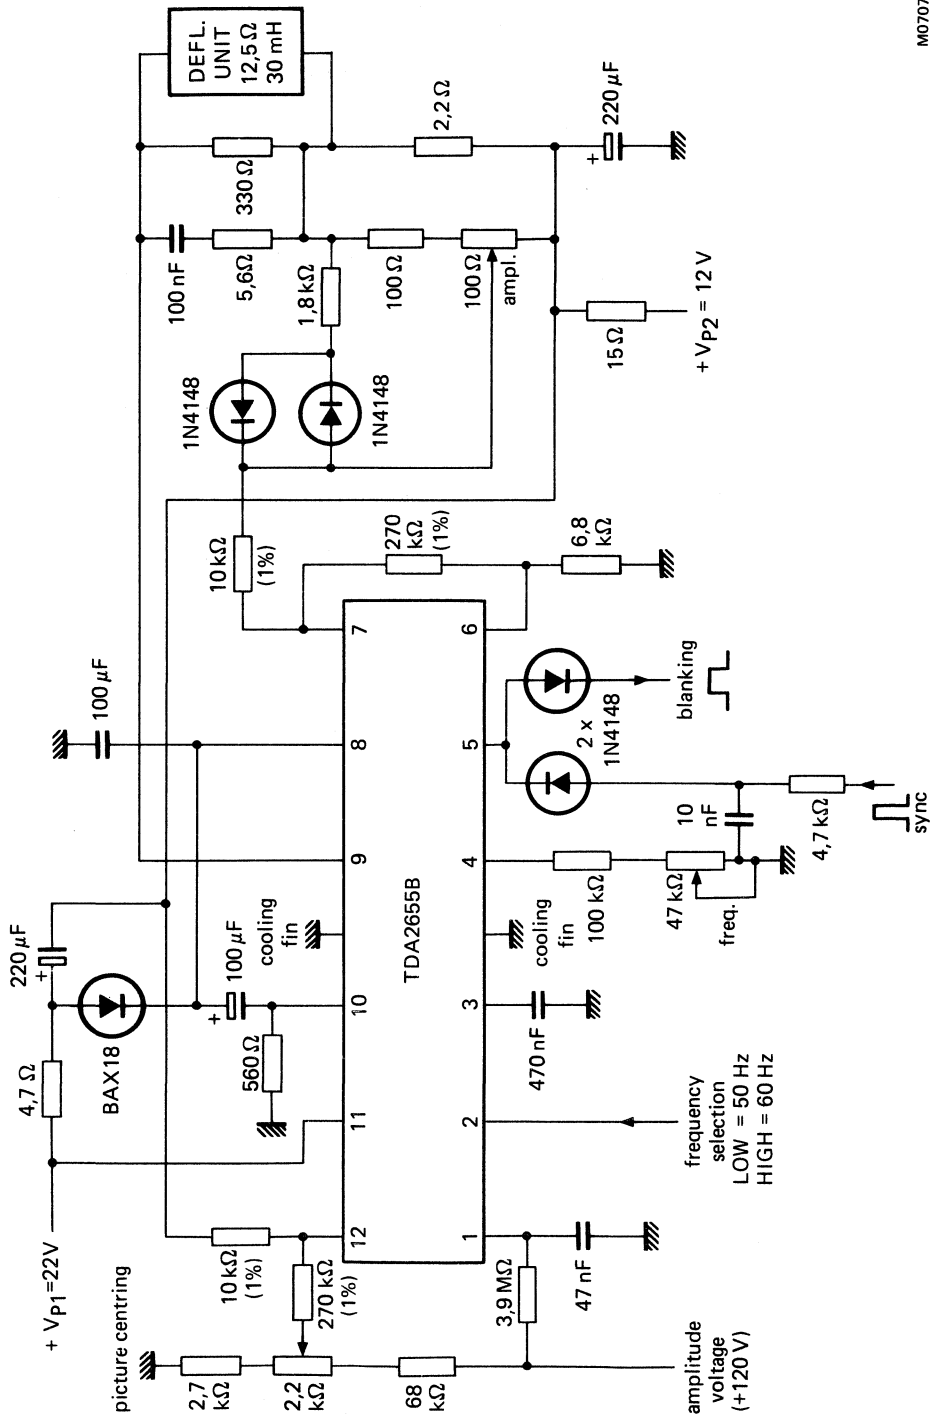 M0707
DEFL.
UNIT
12,5 Ω
30 mH
330 Ω
2,2 Ω
+
220 μF
100 nF
5,6Ω
1,8 kΩ
100 Ω
100 Ω
ampl.
15 Ω
+ VP2 = 12 V
1N4148
1N4148
10 kΩ
(1%)
270
kΩ
(1%)
6,8
kΩ
100 μF
7
6
8
5
9
4
10
3
11
2
12
1
TDA2655B
2 x
1N4148
blanking
10
nF
4,7 kΩ
sync
100 kΩ
47 kΩ
freq.
cooling
fin
cooling
fin
220 μF
+
BAX18
4,7 Ω
+
100 μF
560 Ω
470 nF
frequency
selection
LOW = 50 Hz
HIGH = 60 Hz
+ VP1=22V
10 kΩ
(1%)
270 kΩ
(1%)
3,9 MΩ
47 nF
picture centring
2,7
kΩ
2,2
kΩ
68
kΩ
amplitude
voltage
(+120 V)